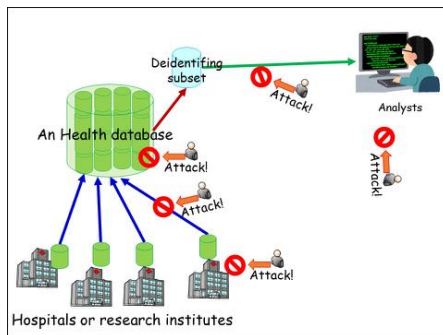 Deidentifing
subset
Attack!
Analysts
An Health database
Attack!
Attack!
Attack!
Attack!
Hospitals or research institutes